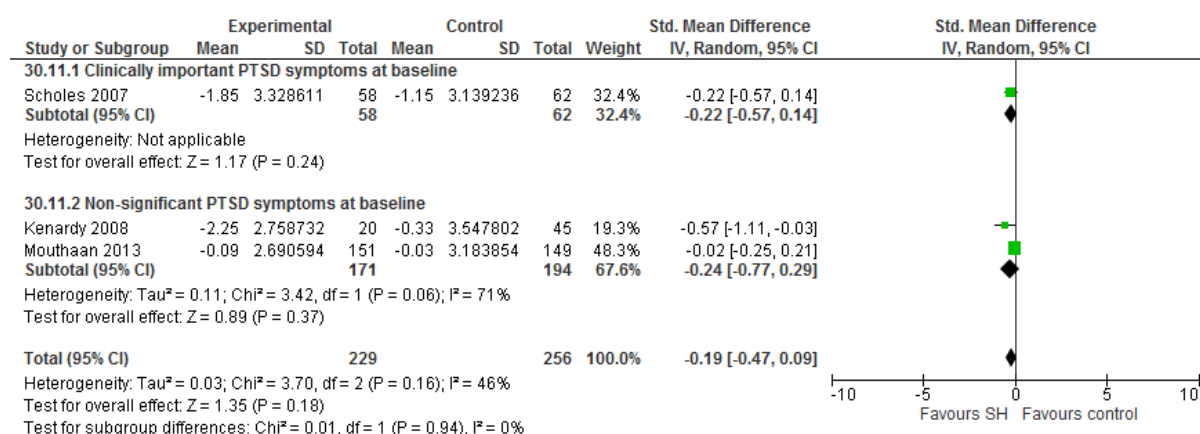 Experimental Control Std. Mean Difference Std. Mean Difference
Study or Subgroup Mean SD Total Mean SD Total Weight IV, Random, 95% CI IV, Random, 95% CI
30.11.1 Clinically important PTSD symptoms at baseline
Scholes 2007 -1.85 3.328611 58 -1.15 3.139236 62 32.4% -0.22 [-0.57, 0.14]
Subtotal (95% CI) 58 62 32.4% -0.22 [-0.57, 0.14]
Heterogeneity: Not applicable
Test for overall effect: Z = 1.17 (P = 0.24)
30.11.2 Non-significant PTSD symptoms at baseline
Kenardy 2008 -2.25 2.758732 20 -0.33 3.547802 45 19.3% -0.57 [-1.11, -0.03]
Mouthaan 2013 -0.09 2.690594 151 -0.03 3.183854 149 48.3% -0.02 [-0.25, 0.21]
Subtotal (95% CI) 171 194 67.6% -0.24 [-0.77, 0.29]
Heterogeneity: Tau² = 0.11; Chi² = 3.42, df = 1 (P = 0.06); I² = 71%
Test for overall effect: Z = 0.89 (P = 0.37)
Total (95% CI) 229 256 100.0% -0.19 [-0.47, 0.09]
Heterogeneity: Tau² = 0.03; Chi² = 3.70, df = 2 (P = 0.16); I² = 46%
Test for overall effect: Z = 1.35 (P = 0.18)
Test for subgroup differences: Chi² = 0.01, df = 1 (P = 0.94), I² = 0%
-10 -5 0 5 10
Favours SH Favours control